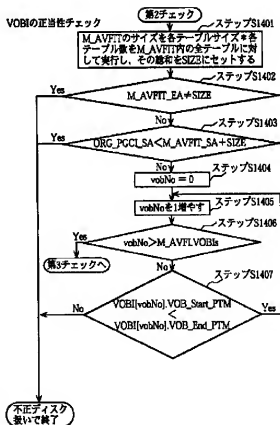 VOBIの正当性チェック
第2チェック
ステップS1401
M_AVFITのサイズを各テーブルサイズ*各
テーブル数をM_AVFIT内の全テーブルに対
して実行し、その総和をSIZEにセットする
ステップS1402
M_AVFIT_EA≠SIZE
Yes
No
ステップS1403
ORG_PGCI_SA<M_AVFIT_SA+SIZE
Yes
No
ステップS1404
vobNo = 0
ステップS1405
vobNoを1増やす
ステップS1406
vobNo>M_AVFI.VOBIs
Yes
第3チェックへ
No
ステップS1407
VOBI[vobNo].VOB_Start_PTM
<
VOBI[vobNo].VOB_End_PTM
No
Yes
不正ディスク
扱いで終了